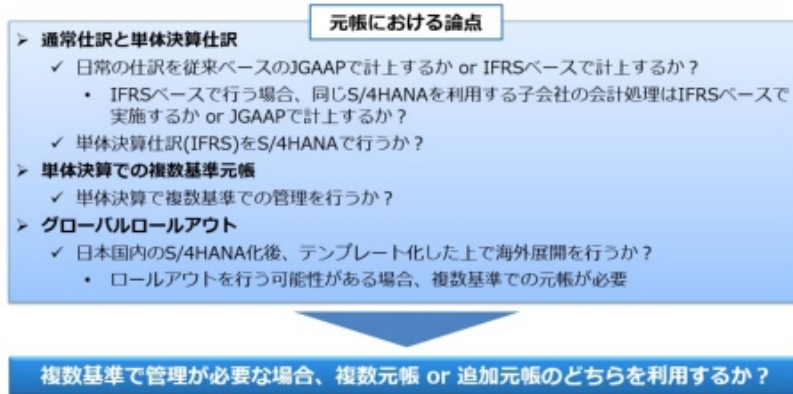 元帳における論点
➢ 通常仕訳と単体決算仕訳
✓ 日常の仕訳を従来ベースのJGAAPで計上するか or IFRSベースで計上するか？
• IFRSベースで行う場合、同じS/4HANAを利用する子会社の会計処理はIFRSベースで
実施するか or JGAAPで計上するか？
✓ 単体決算仕訳(IFRS)をS/4HANAで行うか？
➢ 単体決算での複数基準元帳
✓ 単体決算で複数基準での管理を行うか？
➢ グローバルロールアウト
✓ 日本国内のS/4HANA化後、テンプレート化した上で海外展開を行うか？
• ロールアウトを行う可能性がある場合、複数基準での元帳が必要
複数基準で管理が必要な場合、複数元帳 or 追加元帳のどちらを利用するか？